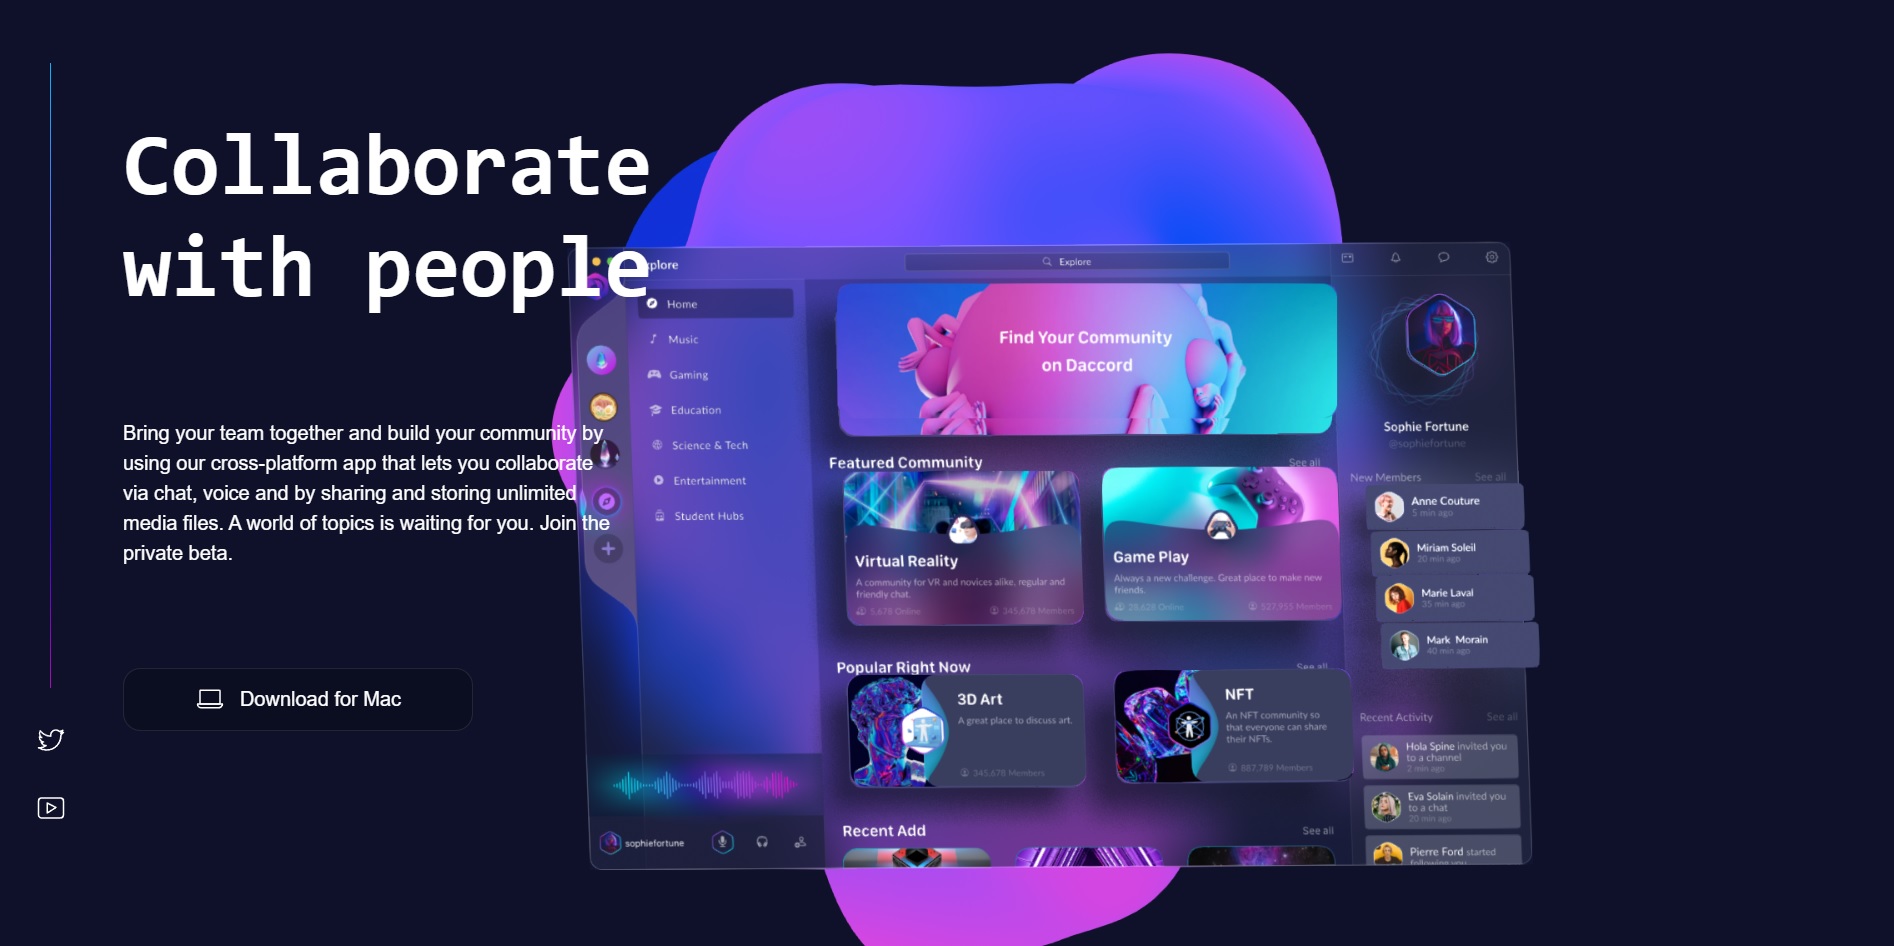 Collaborate
with people
Bring your team together and build your community by
using our cross-platform app that lets you collaborate
via chat, voice and by sharing and storing unlimited
media files. A world of topics is waiting for you. Join the
private beta.
Download for Mac
xplore
Explore
Home
Music
Gaming
Education
Science & Tech
Entertainment
Student Hubs
sophiefortune
Find Your Community
on Daccord
Featured Community
See all
Virtual Reality
A community for VR and novices alike, regular and
friendly chat.
5,678 Online
345,678 Members
Game Play
Always a new challenge. Great place to make new
friends.
28,628 Online
527,955 Members
Popular Right Now
See all
3D Art
A great place to discuss art.
345,678 Members
NFT
An NFT community so
that everyone can share
their NFTs.
887,789 Members
Recent Add
See all
Sophie Fortune
@sophiefortune
New Members
See all
Anne Couture
5 min ago
Miriam Soleil
20 min ago
Marie Laval
35 min ago
Mark Morain
40 min ago
Recent Activity
See all
Hola Spine invited you
to a channel
2 min ago
Eva Solain invited you
to a chat
20 min ago
Pierre Ford started
following you